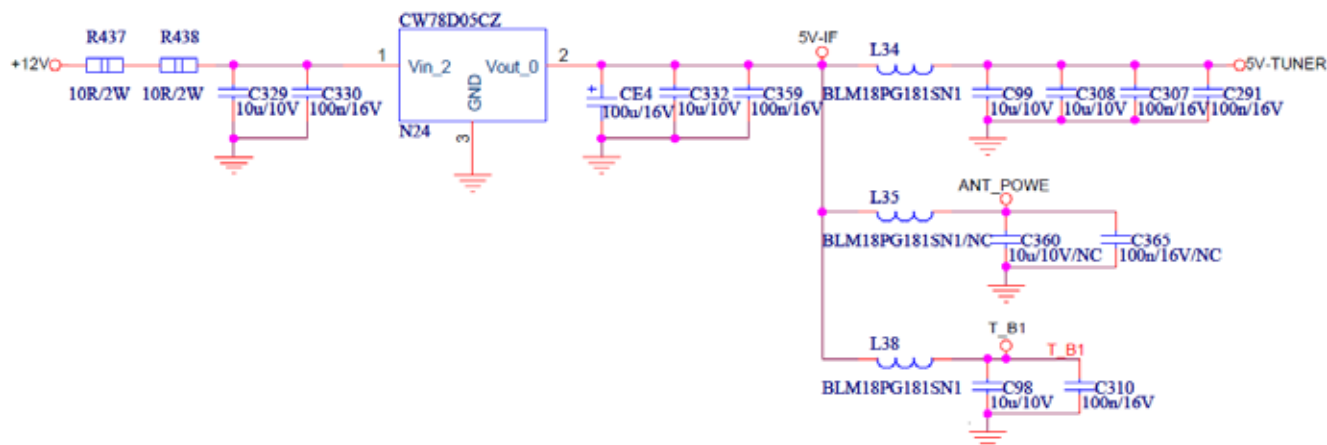 CW78D05CZ
R437
R438
+12V
10R/2W
10R/2W
C329
10u/10V
C330
100n/16V
1
Vin_2
Vout_0
GND
2
3
N24
CE4
100u/16V
C332
10u/10V
C359
100n/16V
5V-IF
L34
BLM18PG181SN1
5V-TUNER
C99
10u/10V
C308
10u/10V
C307
100n/16V
C291
100n/16V
ANT_POWE
L35
BLM18PG181SN1/NC
C360
10u/10V/NC
C365
100n/16V/NC
T_B1
T_B1
L38
BLM18PG181SN1
C98
10u/10V
C310
100n/16V